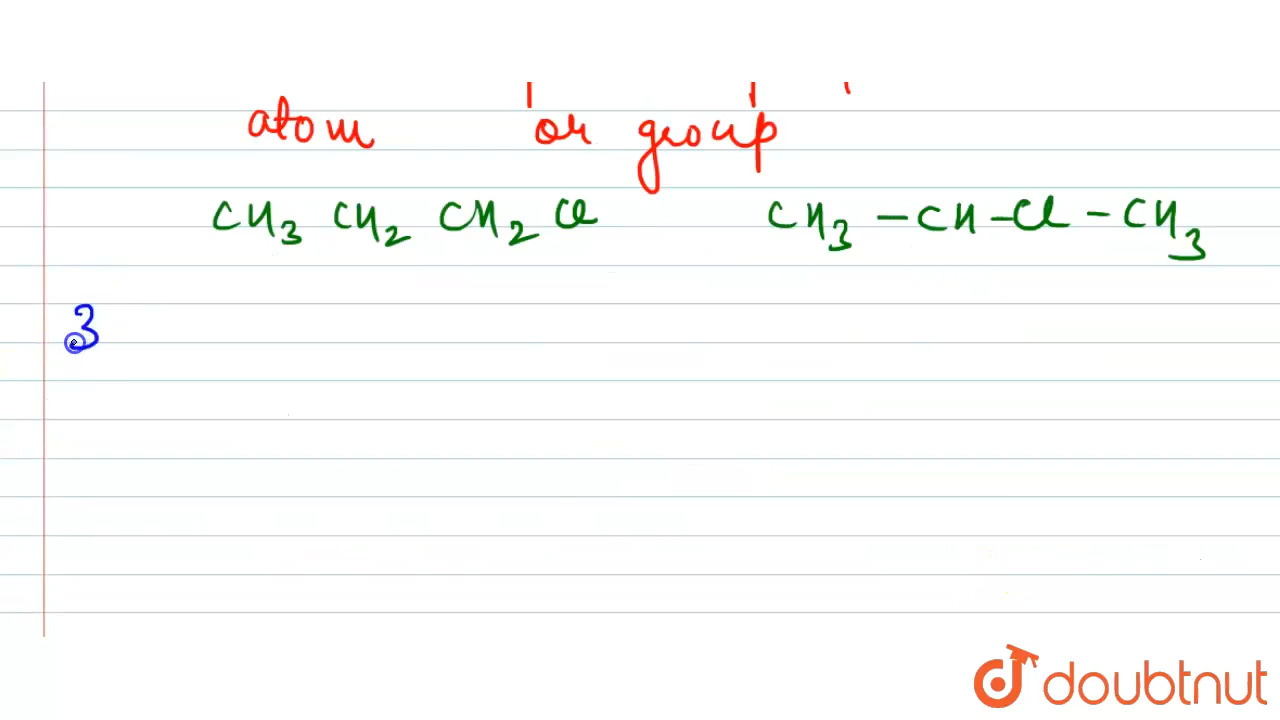 atom or group
CH3 CH2 CH2 Cl CH3 – CH – Cl – CH3
3
doubtnut